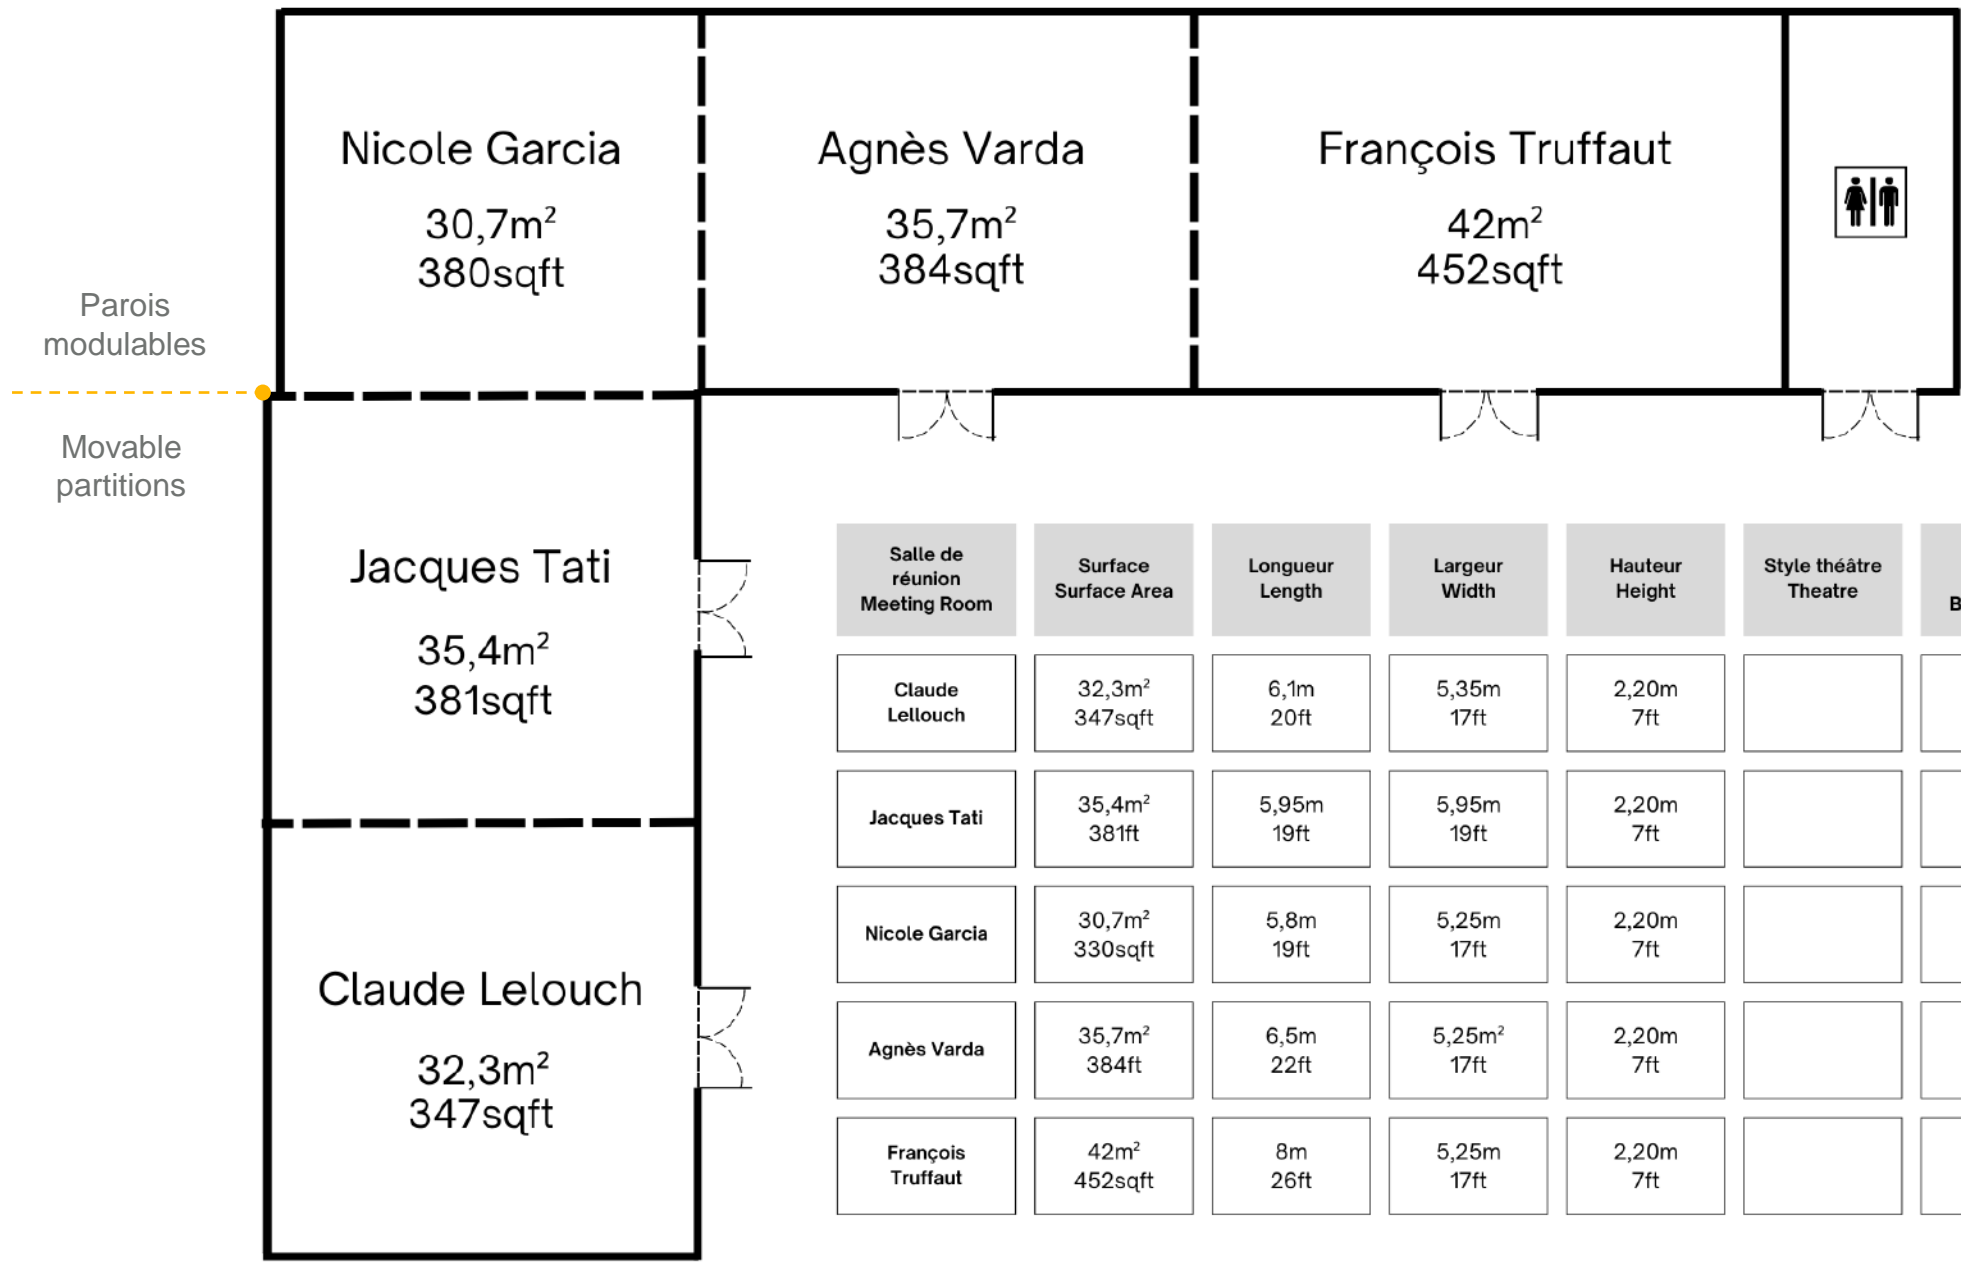 Nicole Garcia
30,7m²
380sqft
Agnès Varda
35,7m²
384sqft
François Truffaut
42m²
452sqft
Parois
modulables
Movable
partitions
Jacques Tati
35,4m²
381sqft
Claude Lelouch
32,3m²
347sqft
Salle de
réunion
Meeting Room
Surface
Surface Area
Longueur
Length
Largeur
Width
Hauteur
Height
Style théâtre
Theatre
B
Claude
Lellouch
32,3m²
347sqft
6,1m
20ft
5,35m
17ft
2,20m
7ft
Jacques Tati
35,4m²
381ft
5,95m
19ft
5,95m
19ft
2,20m
7ft
Nicole Garcia
30,7m²
330sqft
5,8m
19ft
5,25m
17ft
2,20m
7ft
Agnès Varda
35,7m²
384ft
6,5m
22ft
5,25m²
17ft
2,20m
7ft
François
Truffaut
42m²
452sqft
8m
26ft
5,25m
17ft
2,20m
7ft